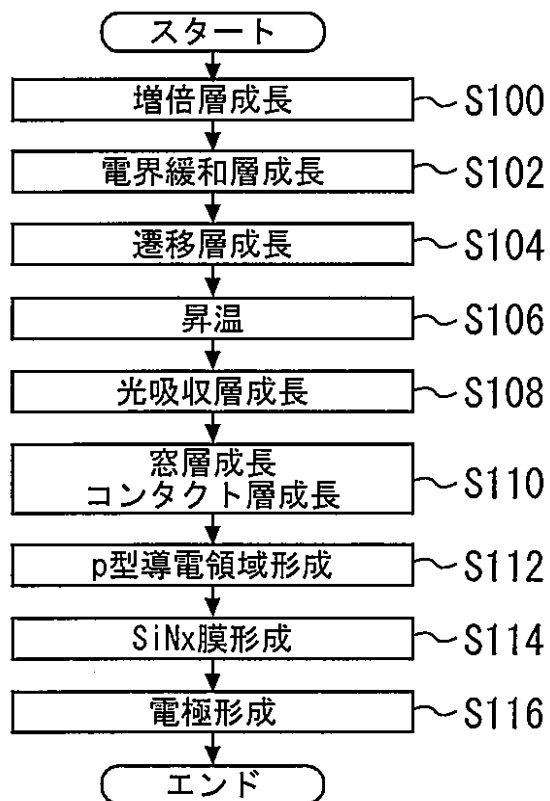 スタート
増倍層成長 S100
電界緩和層成長 S102
遷移層成長 S104
昇温 S106
光吸収層成長 S108
窓層成長
コンタクト層成長 S110
p型導電領域形成 S112
SiNx膜形成 S114
電極形成 S116
エンド